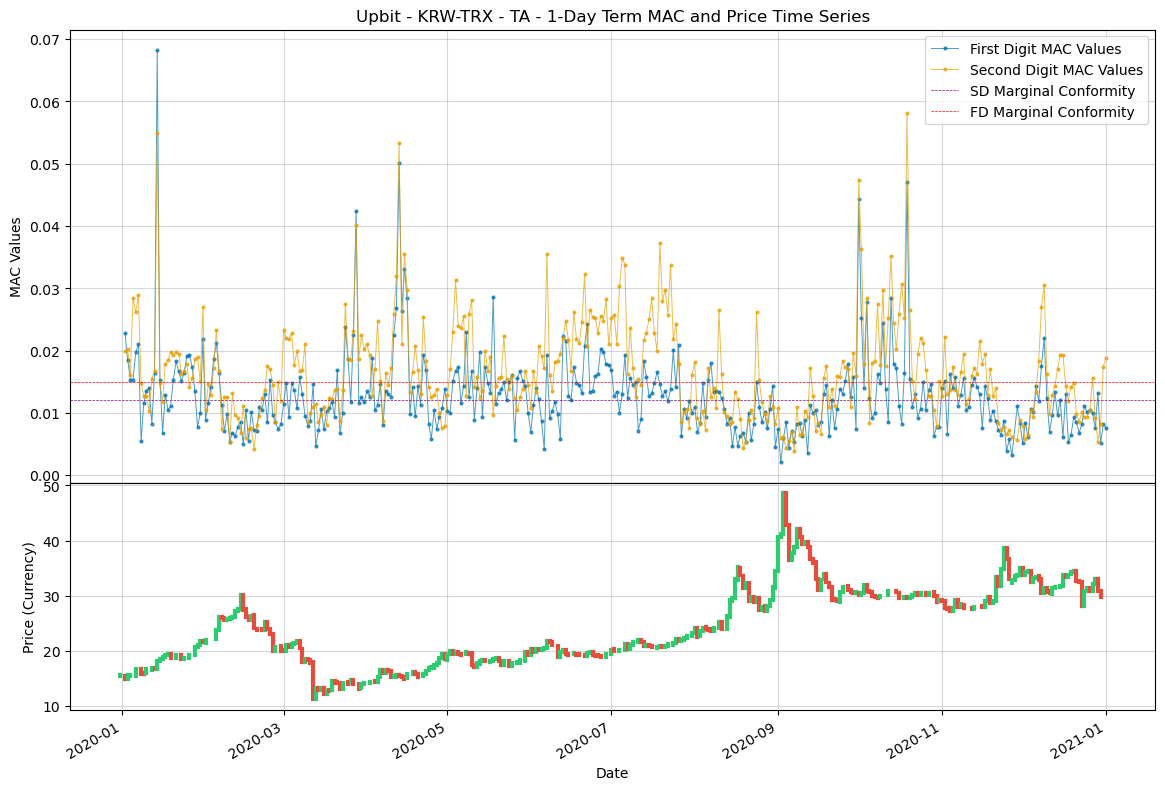 Upbit - KRW-TRX - TA - 1-Day Term MAC and Price Time Series
First Digit MAC Values
Second Digit MAC Values
SD Marginal Conformity
FD Marginal Conformity
MAC Values
0.07
0.06
0.05
0.04
0.03
0.02
0.01
0.00
Price (Currency)
50
40
30
20
10
2020-01
2020-03
2020-05
2020-07
2020-09
2020-11
2021-01
Date